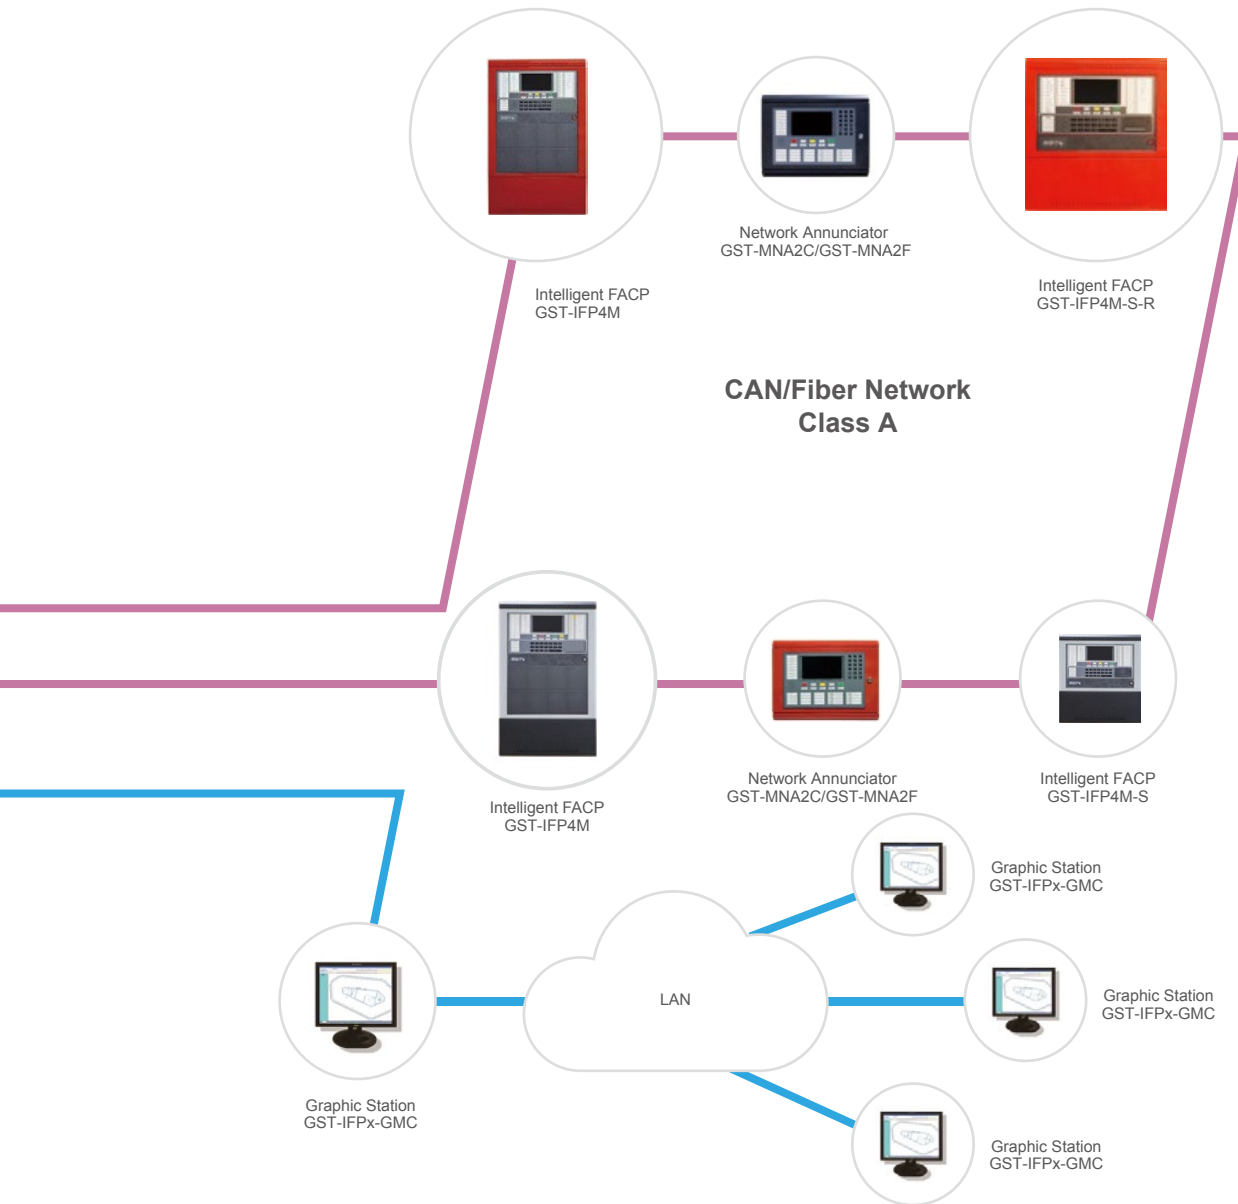 Network Annunciator
GST-MNA2C/GST-MNA2F
Intelligent FACP
GST-IFP4M
Intelligent FACP
GST-IFP4M-S-R
CAN/Fiber Network
Class A
Network Annunciator
GST-MNA2C/GST-MNA2F
Intelligent FACP
GST-IFP4M-S
Intelligent FACP
GST-IFP4M
Graphic Station
GST-IFPx-GMC
LAN
Graphic Station
GST-IFPx-GMC
Graphic Station
GST-IFPx-GMC
Graphic Station
GST-IFPx-GMC